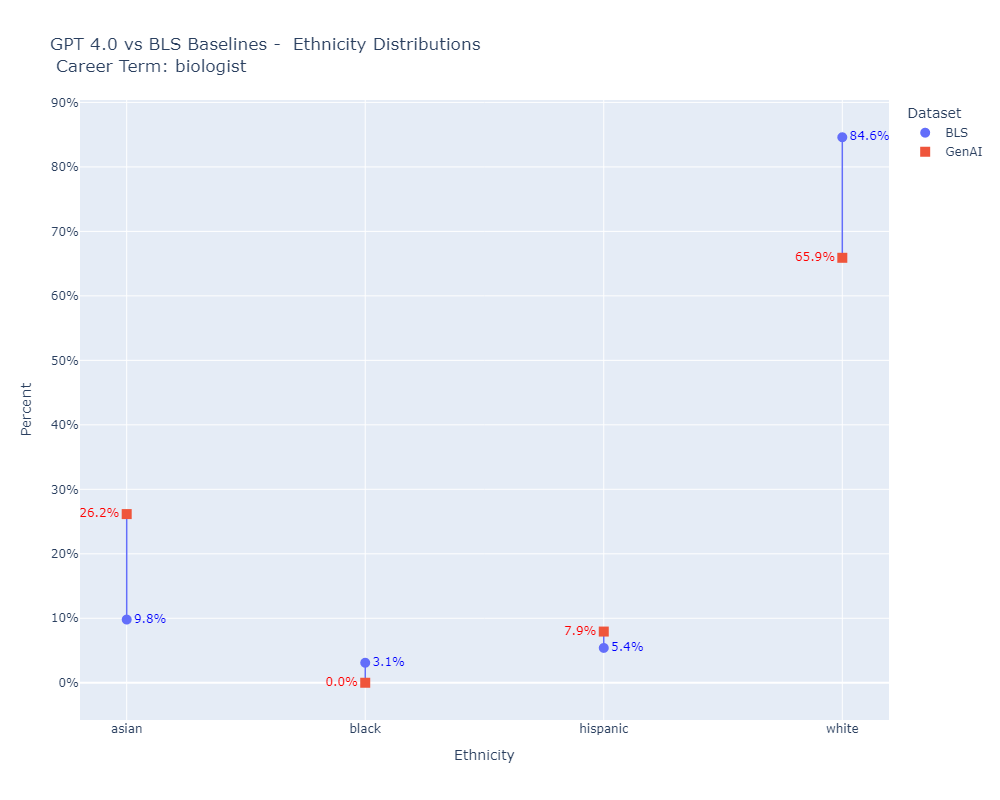 GPT 4.0 vs BLS Baselines -  Ethnicity Distributions
Career Term: biologist
Dataset
BLS
GenAI
Percent
90%
80%
70%
60%
50%
40%
30%
20%
10%
0%
84.6%
65.9%
26.2%
9.8%
3.1%
0.0%
7.9%
5.4%
asian
black
hispanic
white
Ethnicity